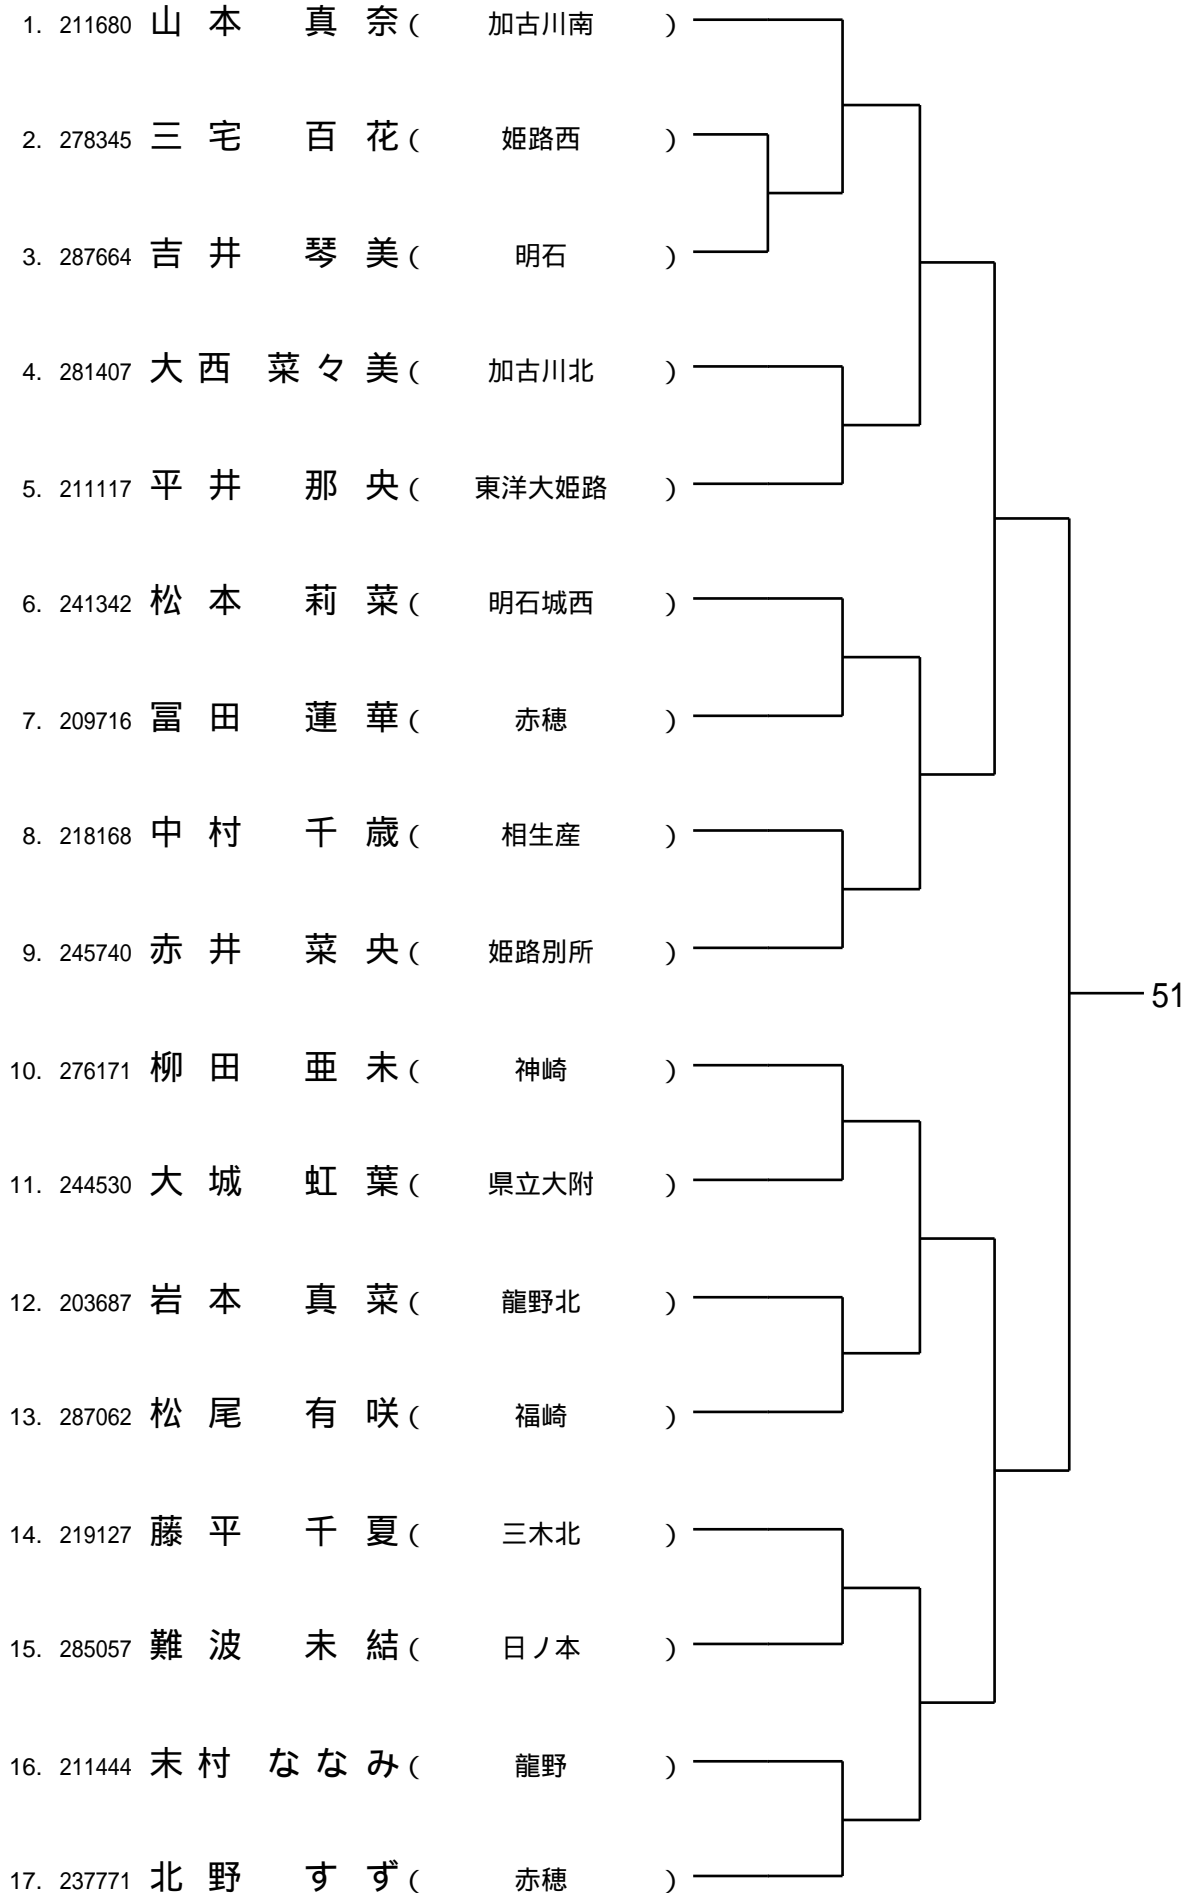 1. 211680 山本 真奈 ( 加古川南 )
2. 278345 三宅 百花 ( 姫路西 )
3. 287664 吉井 琴美 ( 明石 )
4. 281407 大西 菜々美 ( 加古川北 )
5. 211117 平井 那央 ( 東洋大姫路 )
6. 241342 松本 莉菜 ( 明石城西 )
7. 209716 冨田 蓮華 ( 赤穂 )
8. 218168 中村 千歳 ( 相生産 )
9. 245740 赤井 菜央 ( 姫路別所 )
51
10. 276171 柳田 亜未 ( 神崎 )
11. 244530 大城 虹葉 ( 県立大附 )
12. 203687 岩本 真菜 ( 龍野北 )
13. 287062 松尾 有咲 ( 福崎 )
14. 219127 藤平 千夏 ( 三木北 )
15. 285057 難波 未結 ( 日ノ本 )
16. 211444 末村 ななみ ( 龍野 )
17. 237771 北野 すず ( 赤穂 )